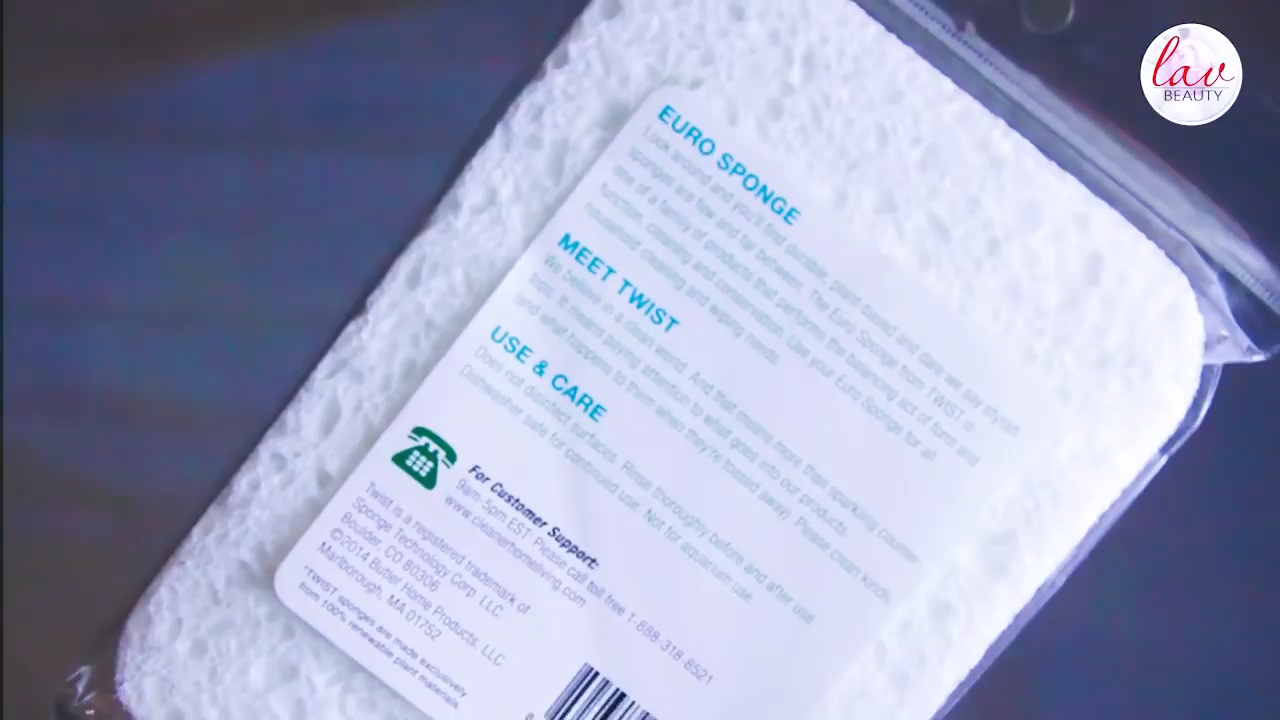 lav
BEAUTY
EURO SPONGE
Look around and you'll find durable, plant based and dare we say stylish
sponges are few and far between. The Euro Sponge from TWIST is
one of a family of products that performs the balancing act of form and
function, cleaning and conservation. Use your Euro Sponge for all
household cleaning and wiping needs.
MEET TWIST
We believe in a clean world. And that means more than sparkling counter
tops. It means paying attention to what goes into our products
(and what happens to them when they're tossed away). Please clean kindly.
USE & CARE
Does not disinfect surfaces. Rinse thoroughly before and after use.
Dishwasher safe for continued use. Not for aquarium use.
For Customer Support:
9am-5pm EST. Please call toll free 1-888-318-8521
www.cleanerhomeliving.com
Twist is a registered trademark of
Sponge Technology Corp. LLC.
Boulder, CO 80306
©2014 Butler Home Products, LLC
Marlborough, MA 01752
*TWIST sponges are made exclusively
from 100% renewable plant materials.
0